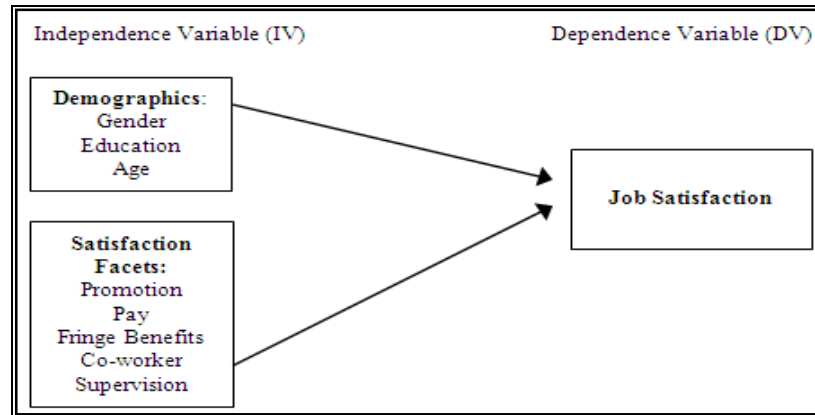 Independence Variable (IV)
Dependence Variable (DV)
Demographics:
Gender
Education
Age
Satisfaction
Facets:
Promotion
Pay
Fringe Benefits
Co-worker
Supervision
Job Satisfaction